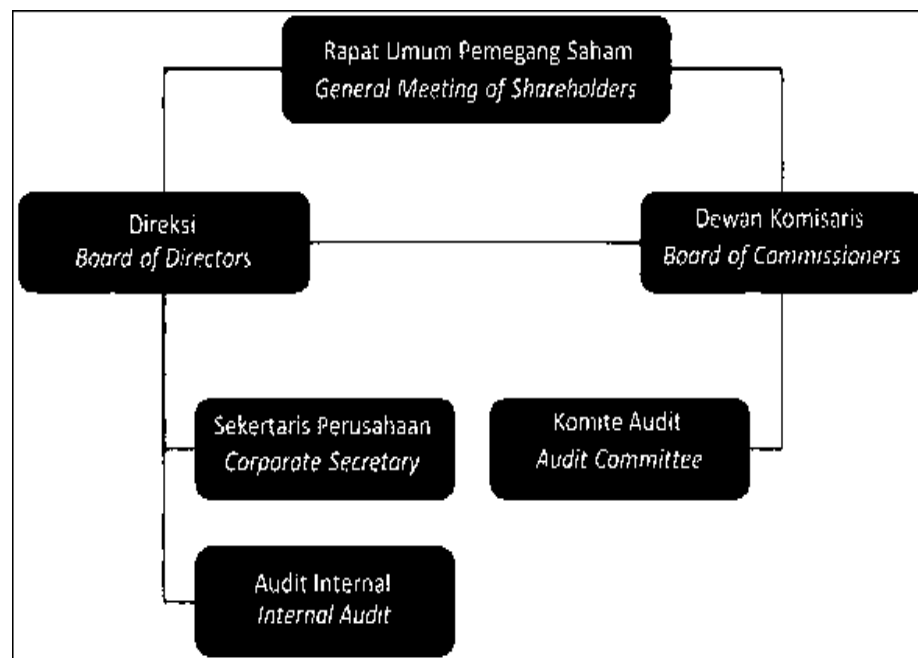 Rapat Umum Pemegang Saham
General Meeting of Shareholders
Direksi
Board of Directors
Dewan Komisaris
Board of Commissioners
Sekertaris Perusahaan
Corporate Secretary
Komite Audit
Audit Committee
Audit Internal
Internal Audit